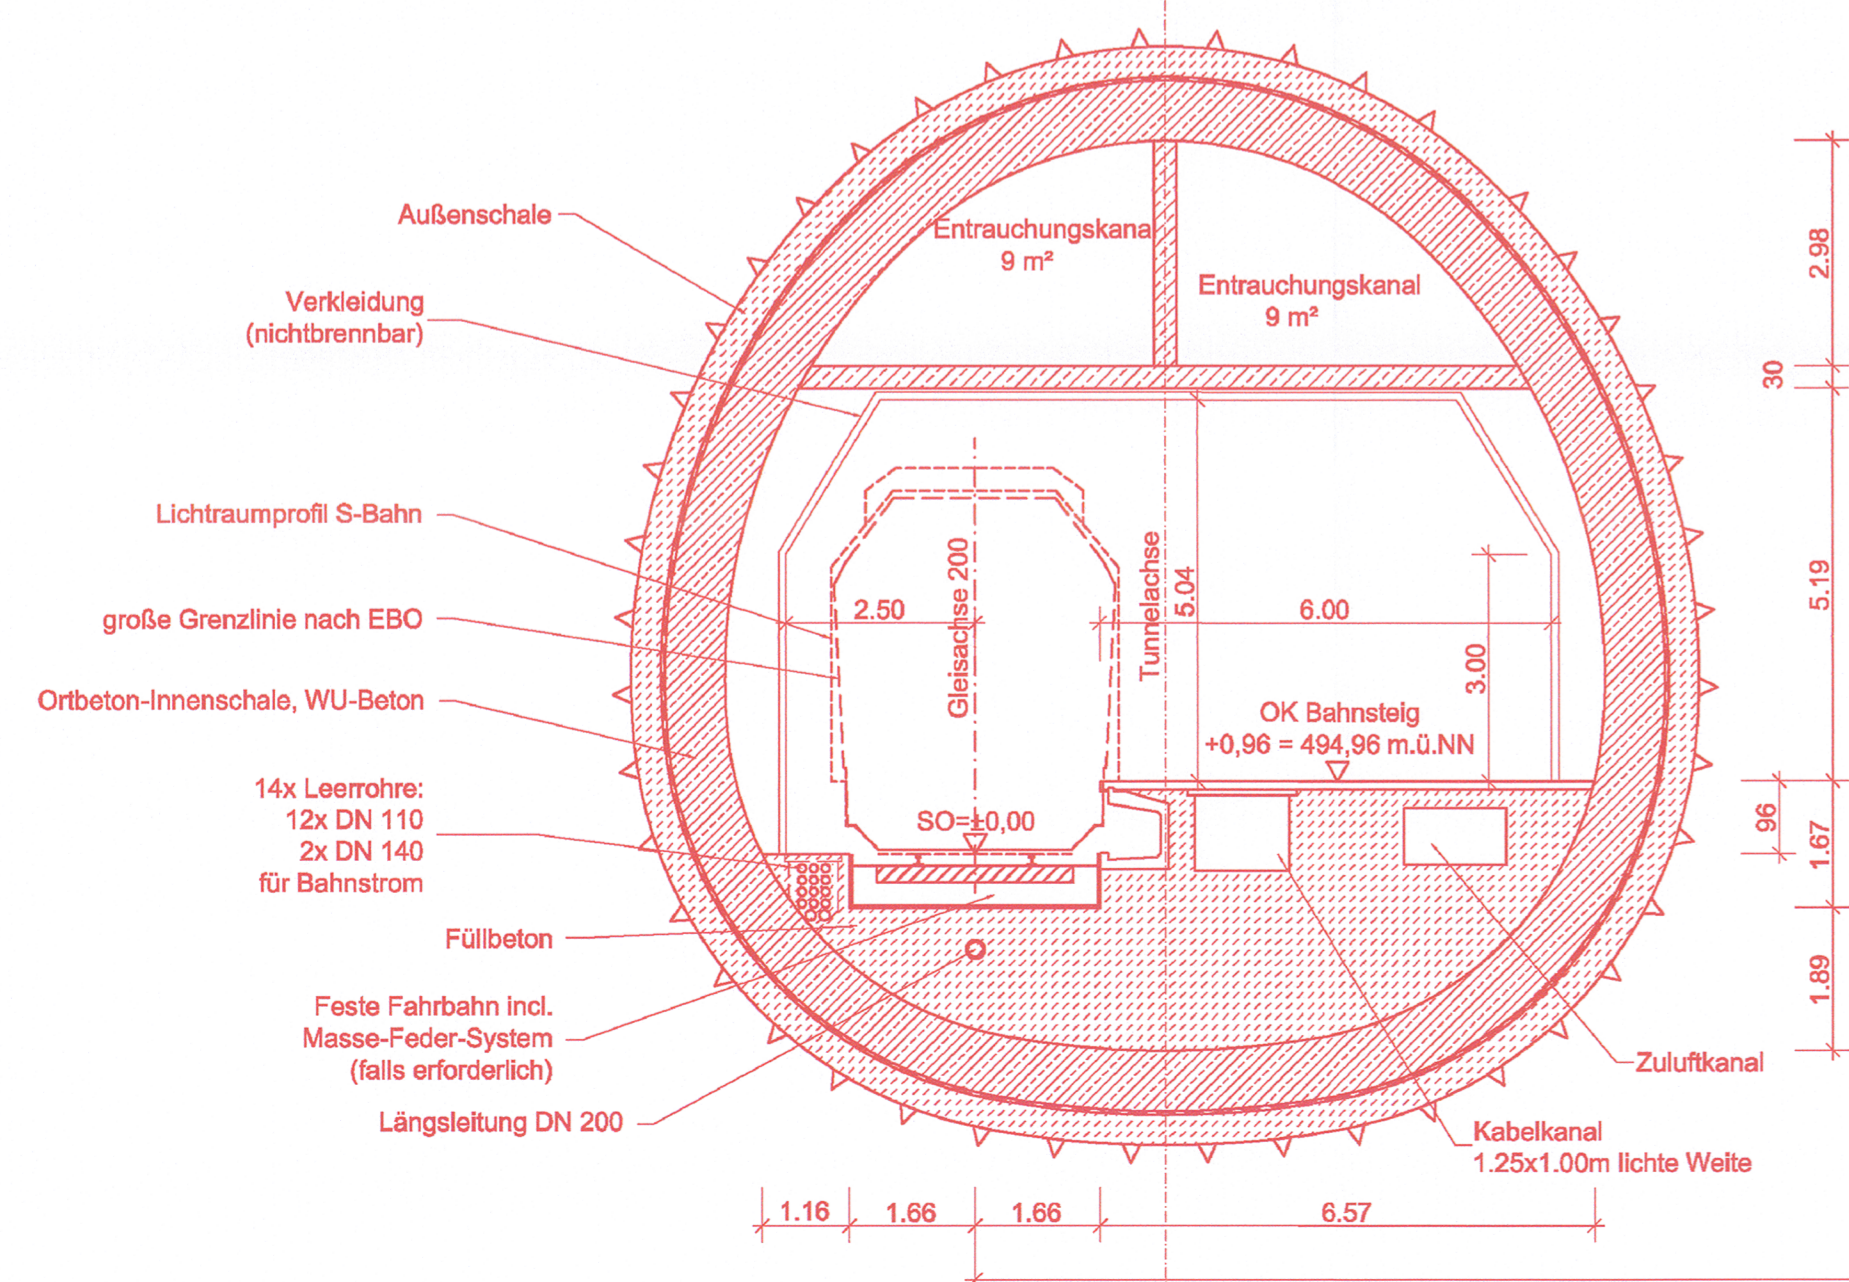 Außenschale
Verkleidung
(nichtbrennbar)
Lichtraumprofil S-Bahn
große Grenzlinie nach EBO
Ortbeton-Innenschale, WU-Beton
14x Leerrohre:
12x DN 110
2x DN 140
für Bahnstrom
Füllbeton
Feste Fahrbahn incl.
Masse-Feder-System
(falls erforderlich)
Längsleitung DN 200
Entrauchungskana
9 m²
Entrauchungskanal
9 m²
2.50
Gleisachse 200
Tunnelachse
5.04
6.00
3.00
OK Bahnsteig
+0,96 = 494,96 m.ü.NN
SO=±0,00
Zuluftkanal
Kabelkanal
1.25x1.00m lichte Weite
2.98
30
5.19
96
1.67
1.89
1.16
1.66
1.66
6.57